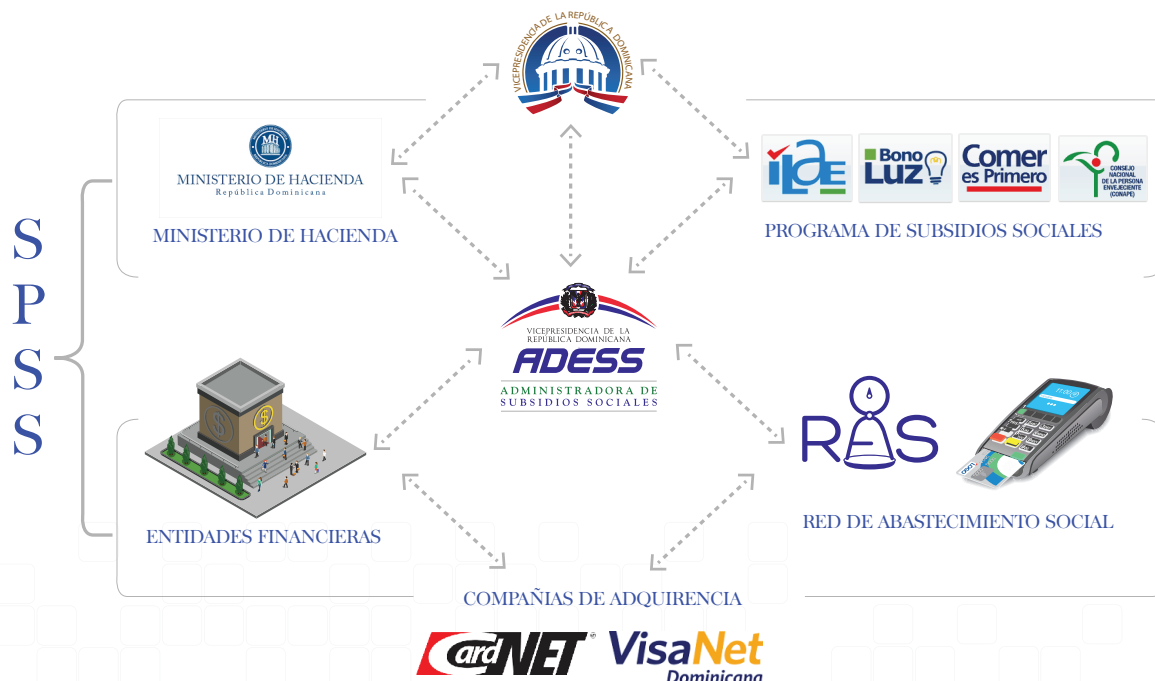 VICEPRESIDENCIA DE LA REPÚBLICA DOMINICANA
MH
MINISTERIO DE HACIENDA
República Dominicana
MINISTERIO DE HACIENDA
iLAE
Bono
Luz
Comer
es Primero
CONSEJO
NACIONAL
DE LA PERSONA
ENVEJECIENTE
(CONAPE)
PROGRAMA DE SUBSIDIOS SOCIALES
S
P
S
S
VICEPRESIDENCIA DE LA
REPÚBLICA DOMINICANA
ADESS
ADMINISTRADORA DE
SUBSIDIOS SOCIALES
$
$
ENTIDADES FINANCIERAS
RAS
RED DE ABASTECIMIENTO SOCIAL
COMPAÑIAS DE ADQUIRENCIA
CardNET
VisaNet
Dominicana